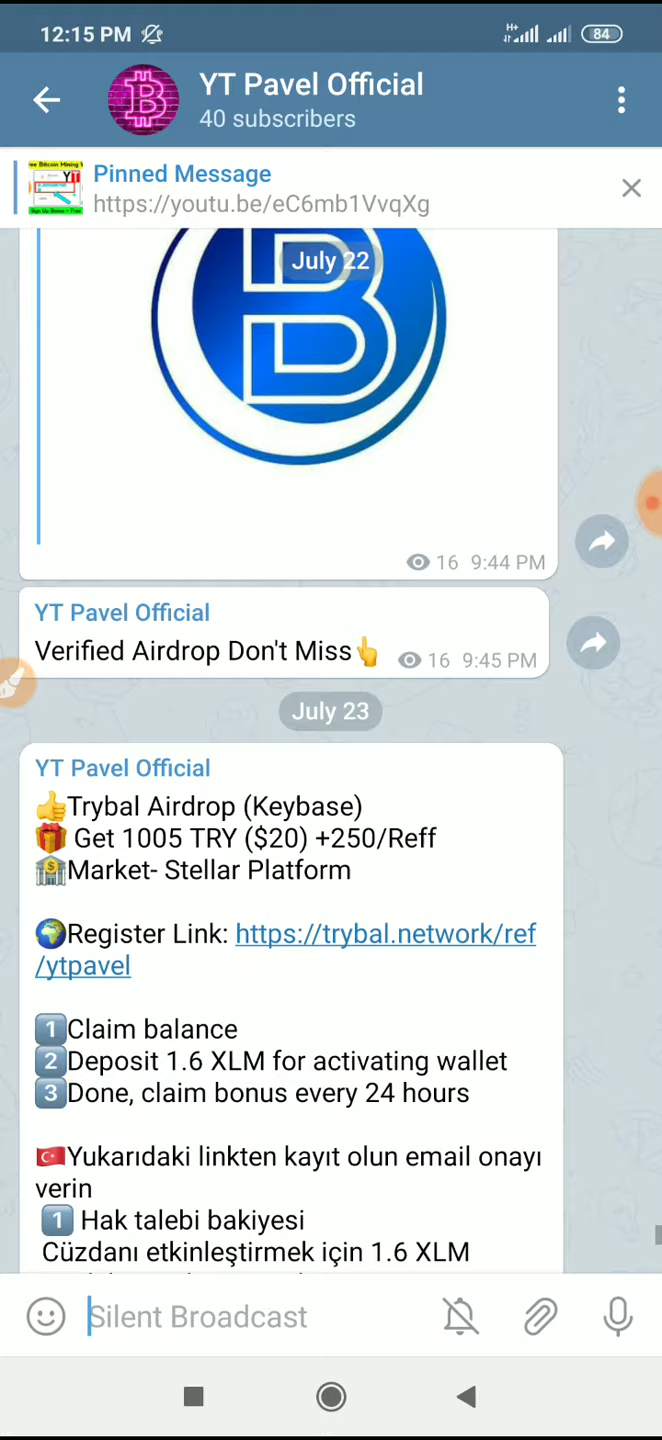 12:15 PM
H+
84
YT Pavel Official
40 subscribers
Pinned Message
https://youtu.be/eC6mb1VvqXg
July 22
16 9:44 PM
YT Pavel Official
Verified Airdrop Don't Miss👆
16 9:45 PM
July 23
YT Pavel Official
👍Trybal Airdrop (Keybase)
🎁 Get 1005 TRY ($20) +250/Reff
🏦Market- Stellar Platform
🌍Register Link: https://trybal.network/ref
/ytpavel
1️⃣Claim balance
2️⃣Deposit 1.6 XLM for activating wallet
3️⃣Done, claim bonus every 24 hours
🇹🇷Yukarıdaki linkten kayıt olun email onayı
verin
1️⃣ Hak talebi bakiyesi
Cüzdanı etkinleştirmek için 1.6 XLM
Silent Broadcast